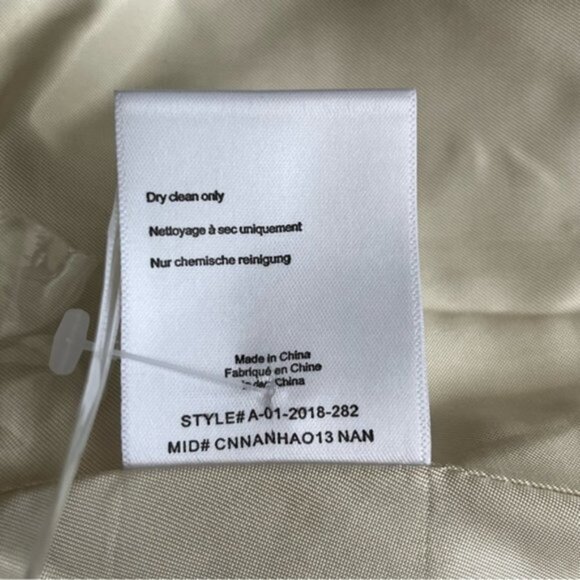 Dry clean only
Nettoyage à sec uniquement
Nur chemische reinigung
Made in China
Fabriqué en Chine
China
STYLE# A-01-2018-282
MID# CNNANHAO13 NAN